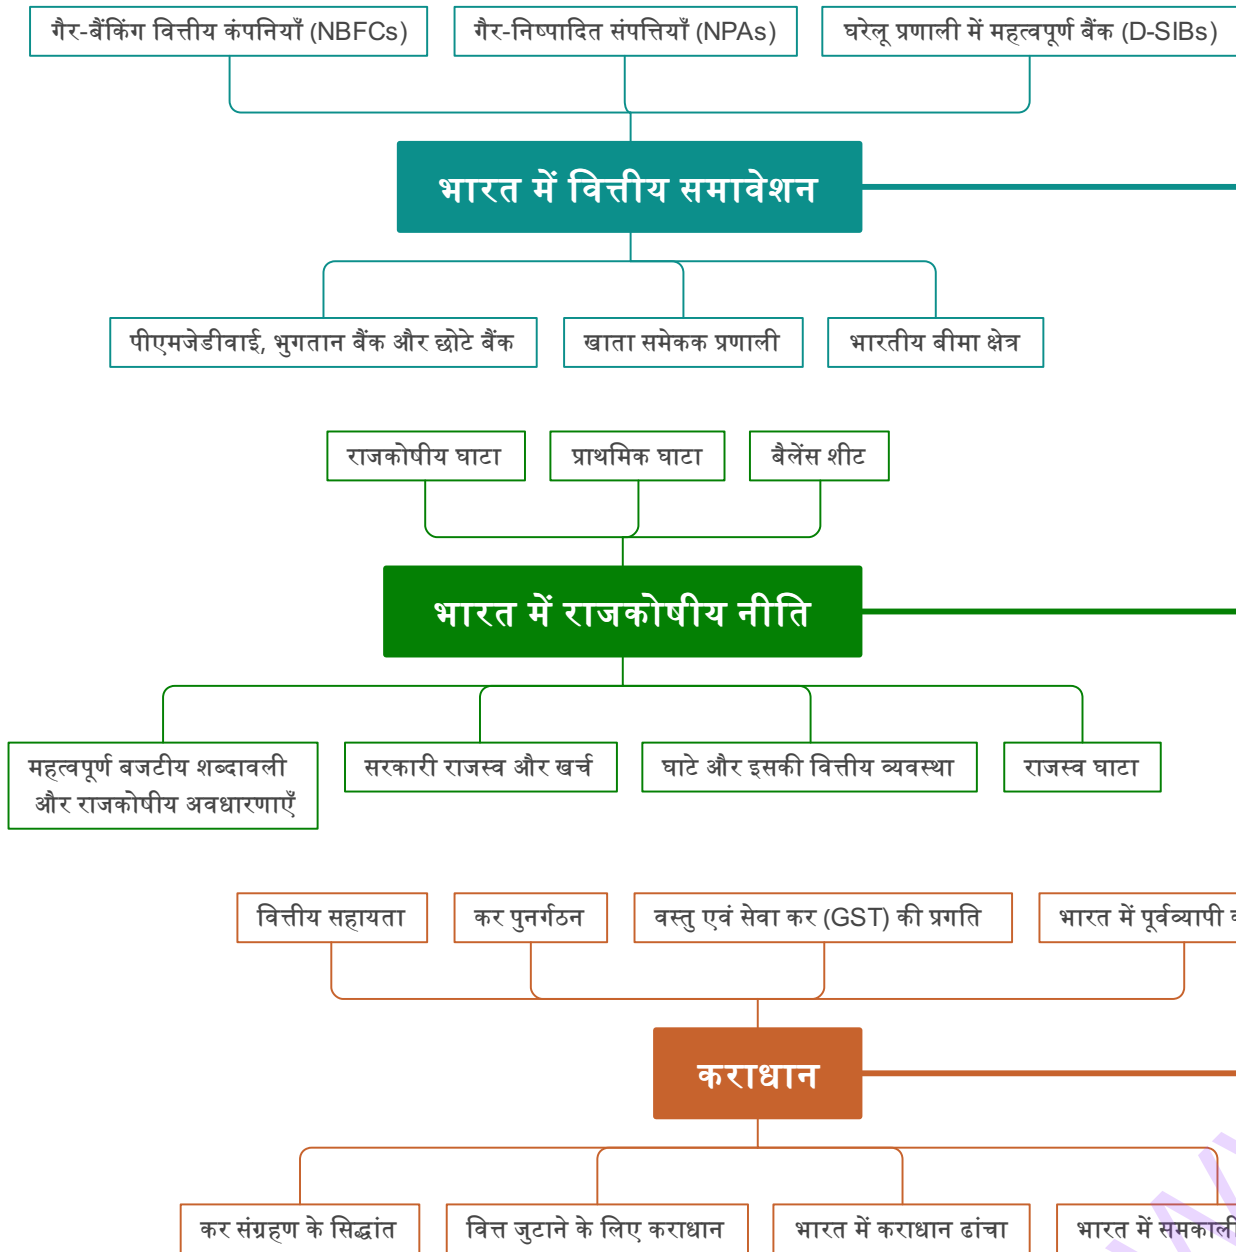 गैर-बैंकिंग वित्तीय कंपनियाँ (NBFCs)
गैर-निष्पादित संपत्तियाँ (NPAs)
घरेलू प्रणाली में महत्वपूर्ण बैंक (D-SIBs)
भारत में वित्तीय समावेशन
पीएमजेडीवाई, भुगतान बैंक और छोटे बैंक
खाता समेकक प्रणाली
भारतीय बीमा क्षेत्र
राजकोषीय घाटा
प्राथमिक घाटा
बैलेंस शीट
भारत में राजकोषीय नीति
महत्वपूर्ण बजटीय शब्दावली
और राजकोषीय अवधारणाएँ
सरकारी राजस्व और खर्च
घाटे और इसकी वित्तीय व्यवस्था
राजस्व घाटा
वित्तीय सहायता
कर पुनर्गठन
वस्तु एवं सेवा कर (GST) की प्रगति
भारत में पूर्वव्यापी
कराधान
कर संग्रहण के सिद्धांत
वित्त जुटाने के लिए कराधान
भारत में कराधान ढांचा
भारत में